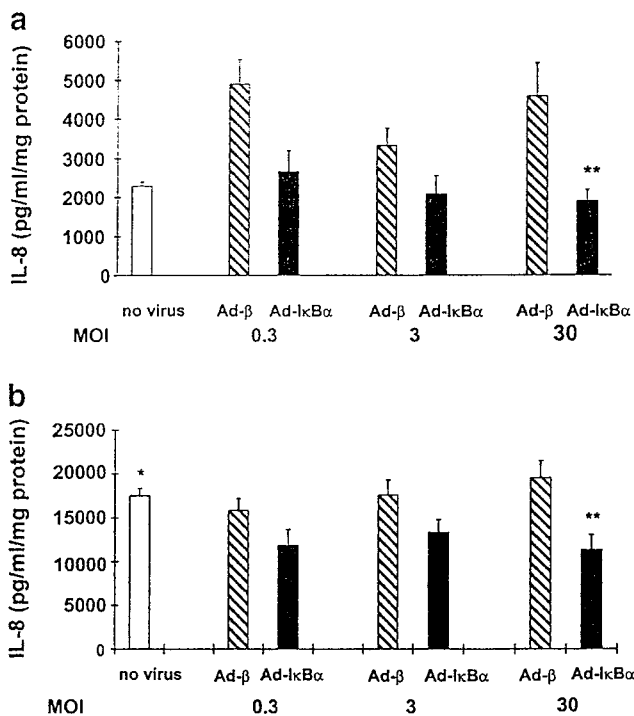 a
IL-8 (pg/ml/mg protein)
6000
5000
4000
3000
2000
1000
0
**
no virus Ad-β Ad-IκBα Ad-β Ad-IκBα Ad-β Ad-IκBα
MOI 0.3 3 30
b
IL-8 (pg/ml/mg protein)
25000
20000
15000
10000
5000
0
*
**
no virus Ad-β Ad-IκBα Ad-β Ad-IκBα Ad-β Ad-IκBα
MOI 0.3 3 30